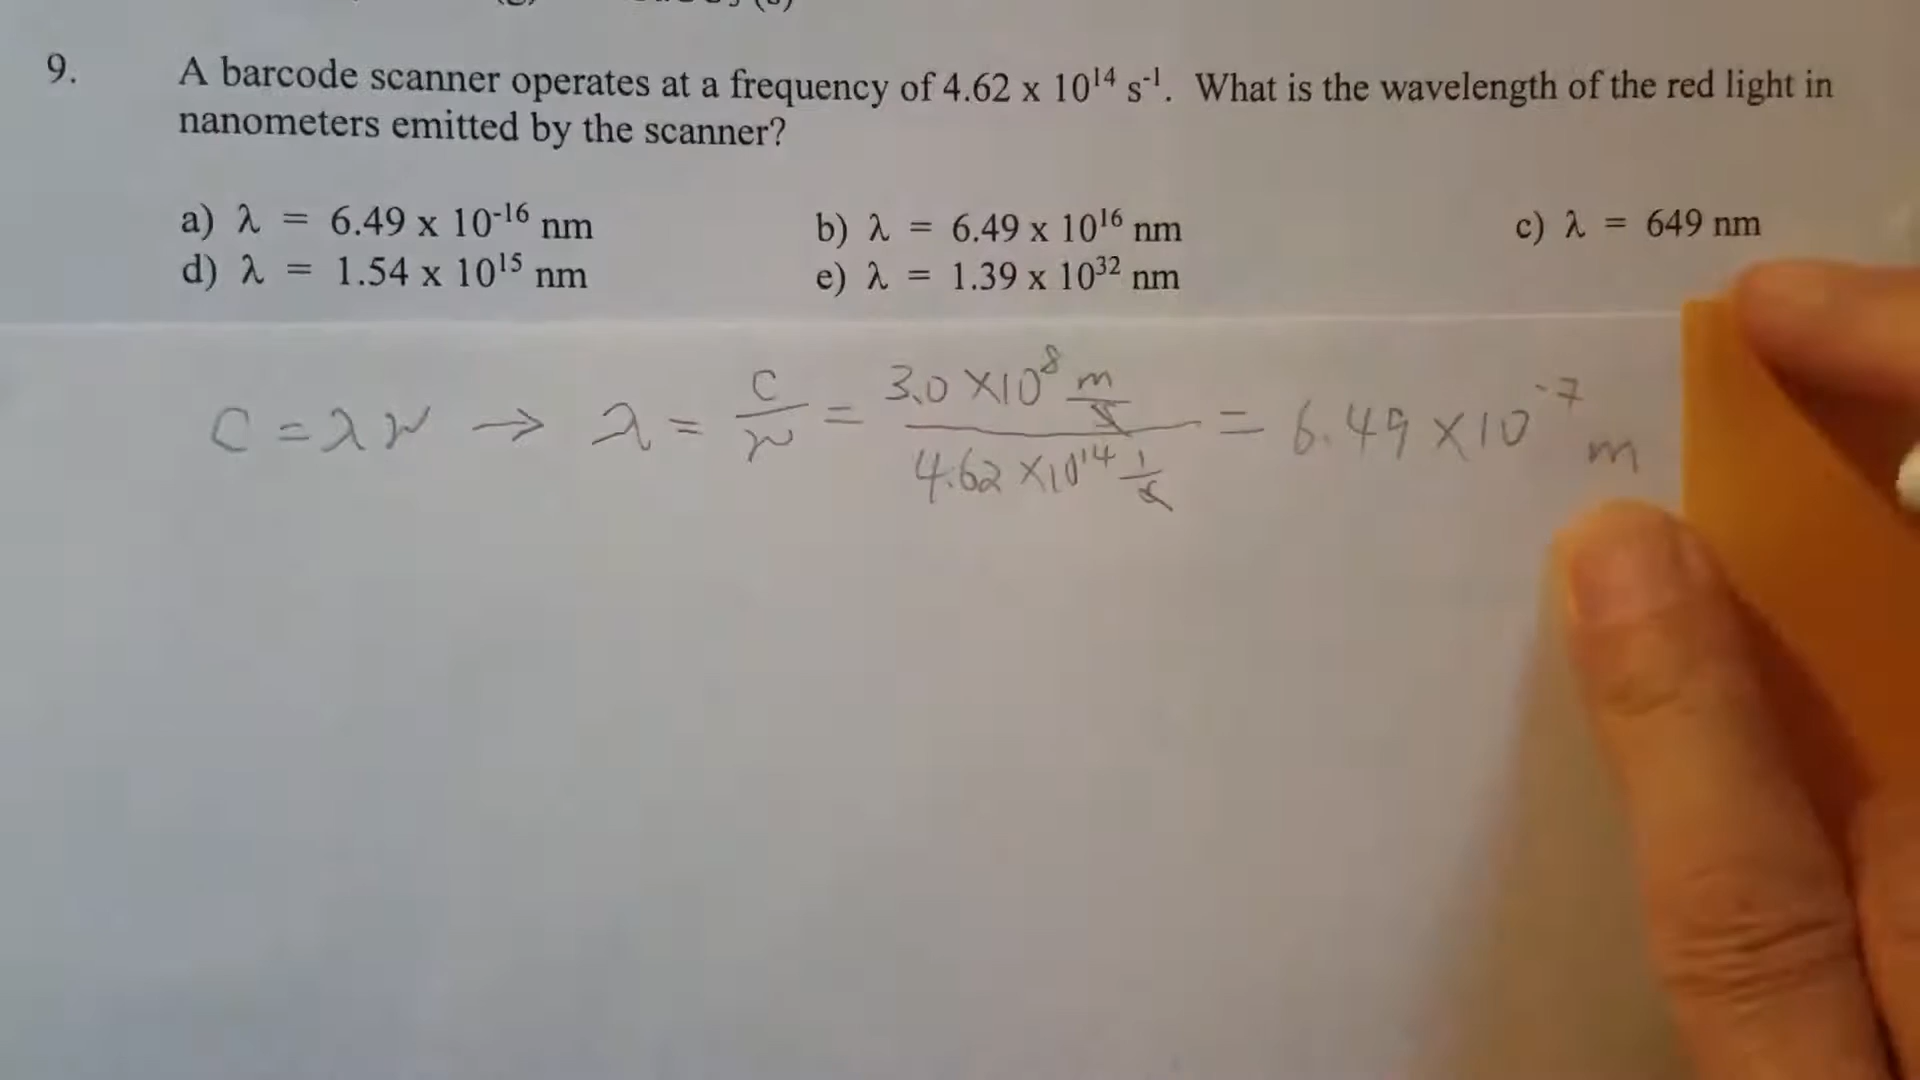 9. A barcode scanner operates at a frequency of 4.62 x 10¹⁴ s⁻¹. What is the wavelength of the red light in
nanometers emitted by the scanner?
a) λ = 6.49 x 10⁻¹⁶ nm b) λ = 6.49 x 10¹⁶ nm c) λ = 649 nm
d) λ = 1.54 x 10¹⁵ nm e) λ = 1.39 x 10³² nm
C = λν → λ = c/ν = (3.0 × 10⁸ m/s)/(4.62 × 10¹⁴ 1/s) = 6.49 × 10⁻⁷ m